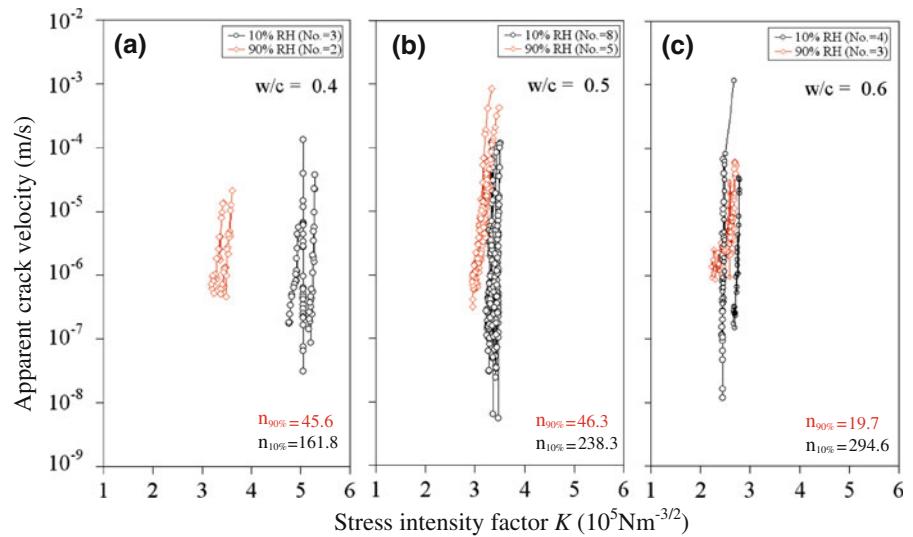 10⁻²
10⁻³
10⁻⁴
10⁻⁵
10⁻⁶
10⁻⁷
10⁻⁸
10⁻⁹
Apparent crack velocity (m/s)
(a)
10% RH (No.=3)
90% RH (No.=2)
w/c = 0.4
n90%=45.6
n10%=161.8
1 2 3 4 5 6
(b)
10% RH (No.=8)
90% RH (No.=5)
w/c = 0.5
n90%=46.3
n10%=238.3
1 2 3 4 5 6
(c)
10% RH (No.=4)
90% RH (No.=3)
w/c = 0.6
n90%=19.7
n10%=294.6
1 2 3 4 5 6
Stress intensity factor K (10⁵Nm⁻³/²)